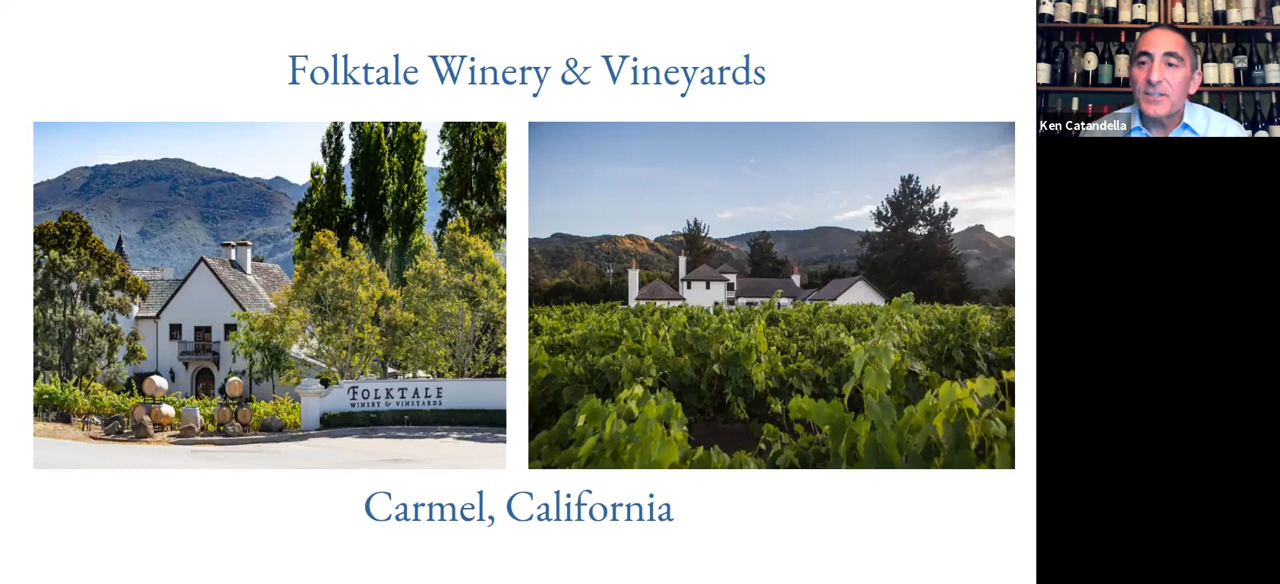 Folktale Winery & Vineyards
FOLKTALE
WINERY & VINEYARDS
Carmel, California
Ken Catandella